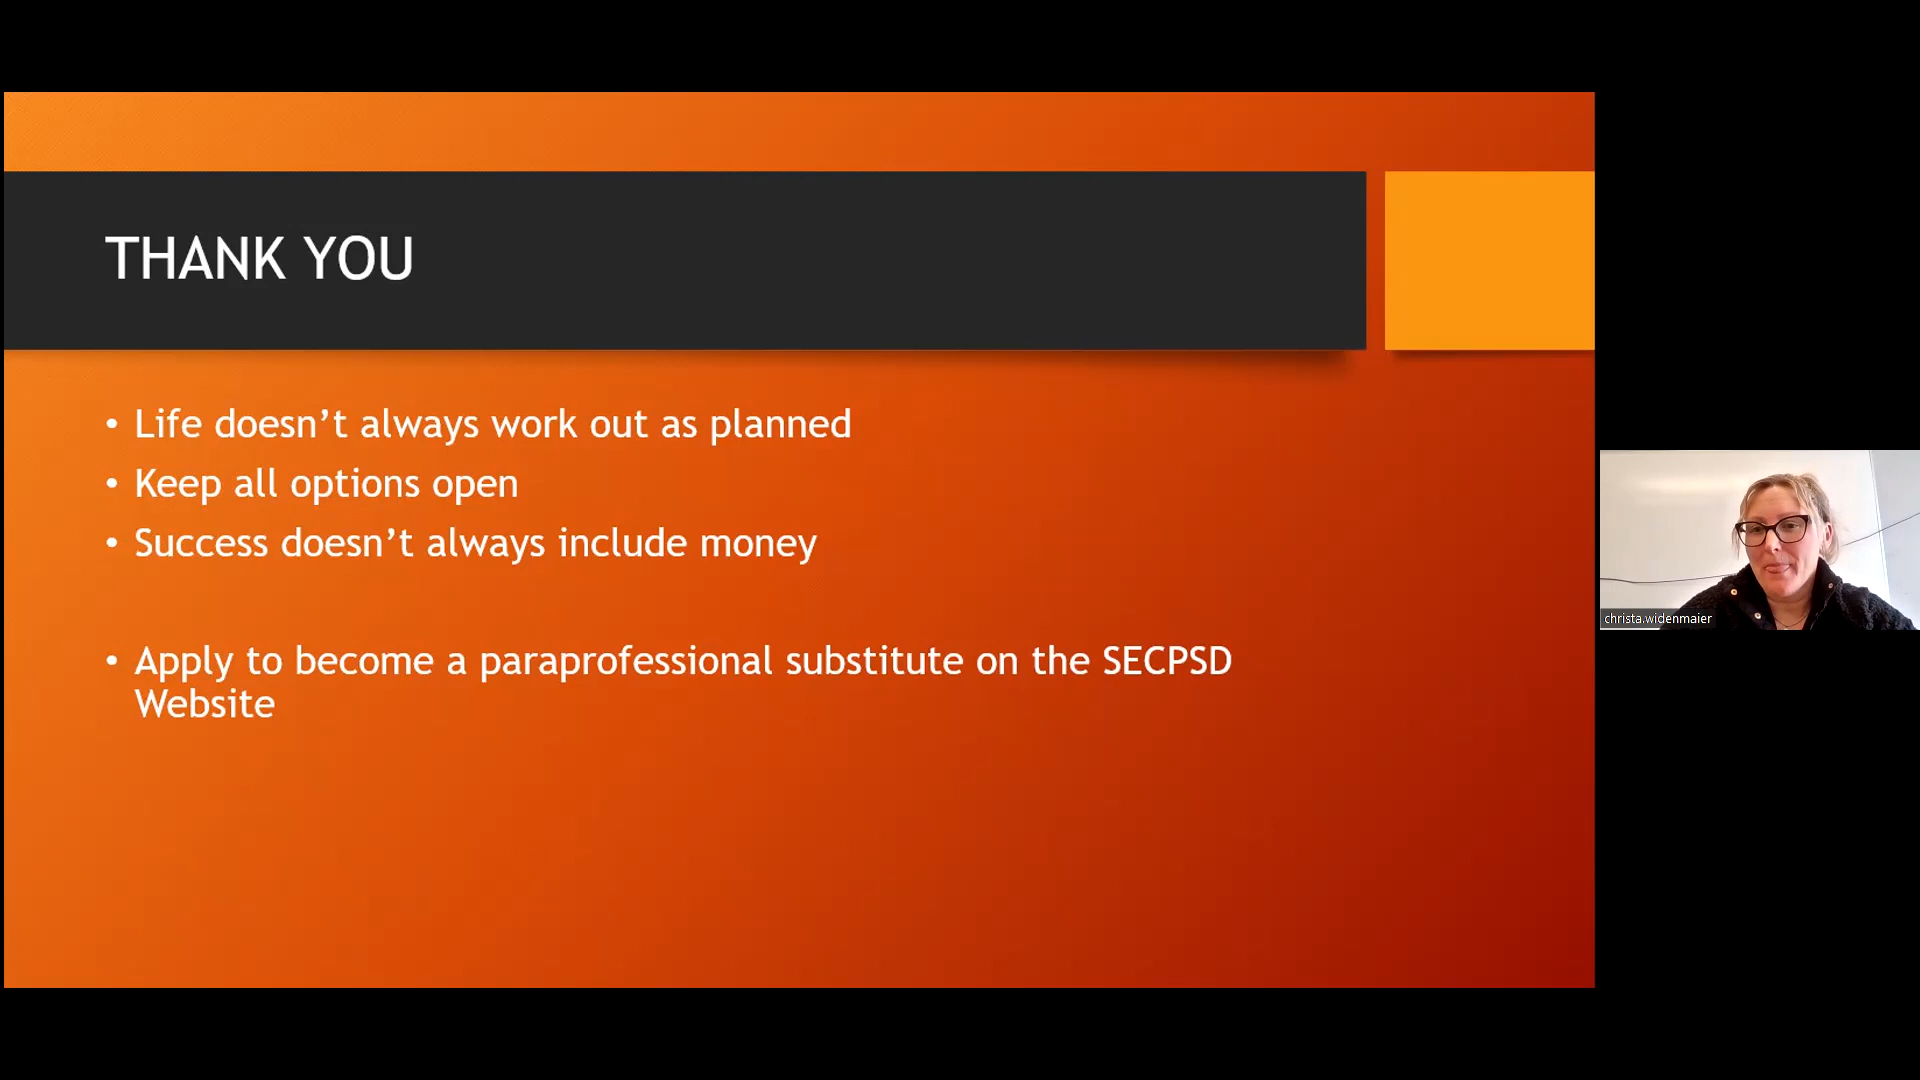 THANK YOU
• Life doesn’t always work out as planned
• Keep all options open
• Success doesn’t always include money
• Apply to become a paraprofessional substitute on the SECPSD
Website
christa.widenmaier